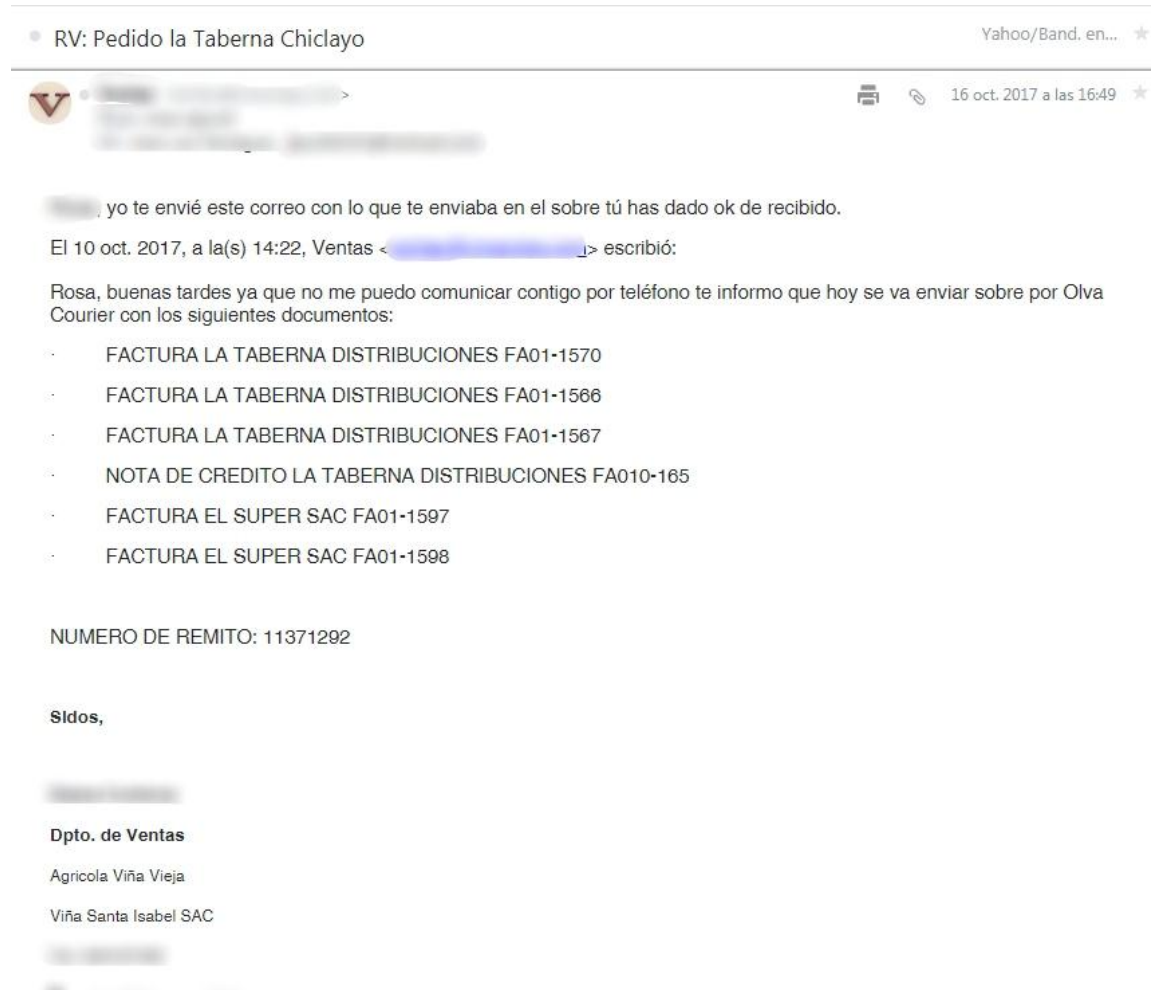 RV: Pedido la Taberna Chiclayo
Yahoo/Band. en...
V
16 oct. 2017 a las 16:49
, yo te envié este correo con lo que te enviaba en el sobre tú has dado ok de recibido.
El 10 oct. 2017, a la(s) 14:22, Ventas < > escribió:
Rosa, buenas tardes ya que no me puedo comunicar contigo por teléfono te informo que hoy se va enviar sobre por Olva
Courier con los siguientes documentos:
· FACTURA LA TABERNA DISTRIBUCIONES FA01-1570
· FACTURA LA TABERNA DISTRIBUCIONES FA01-1566
· FACTURA LA TABERNA DISTRIBUCIONES FA01-1567
· NOTA DE CREDITO LA TABERNA DISTRIBUCIONES FA010-165
· FACTURA EL SUPER SAC FA01-1597
· FACTURA EL SUPER SAC FA01-1598
NUMERO DE REMITO: 11371292
Sldos,
Dpto. de Ventas
Agricola Viña Vieja
Viña Santa Isabel SAC